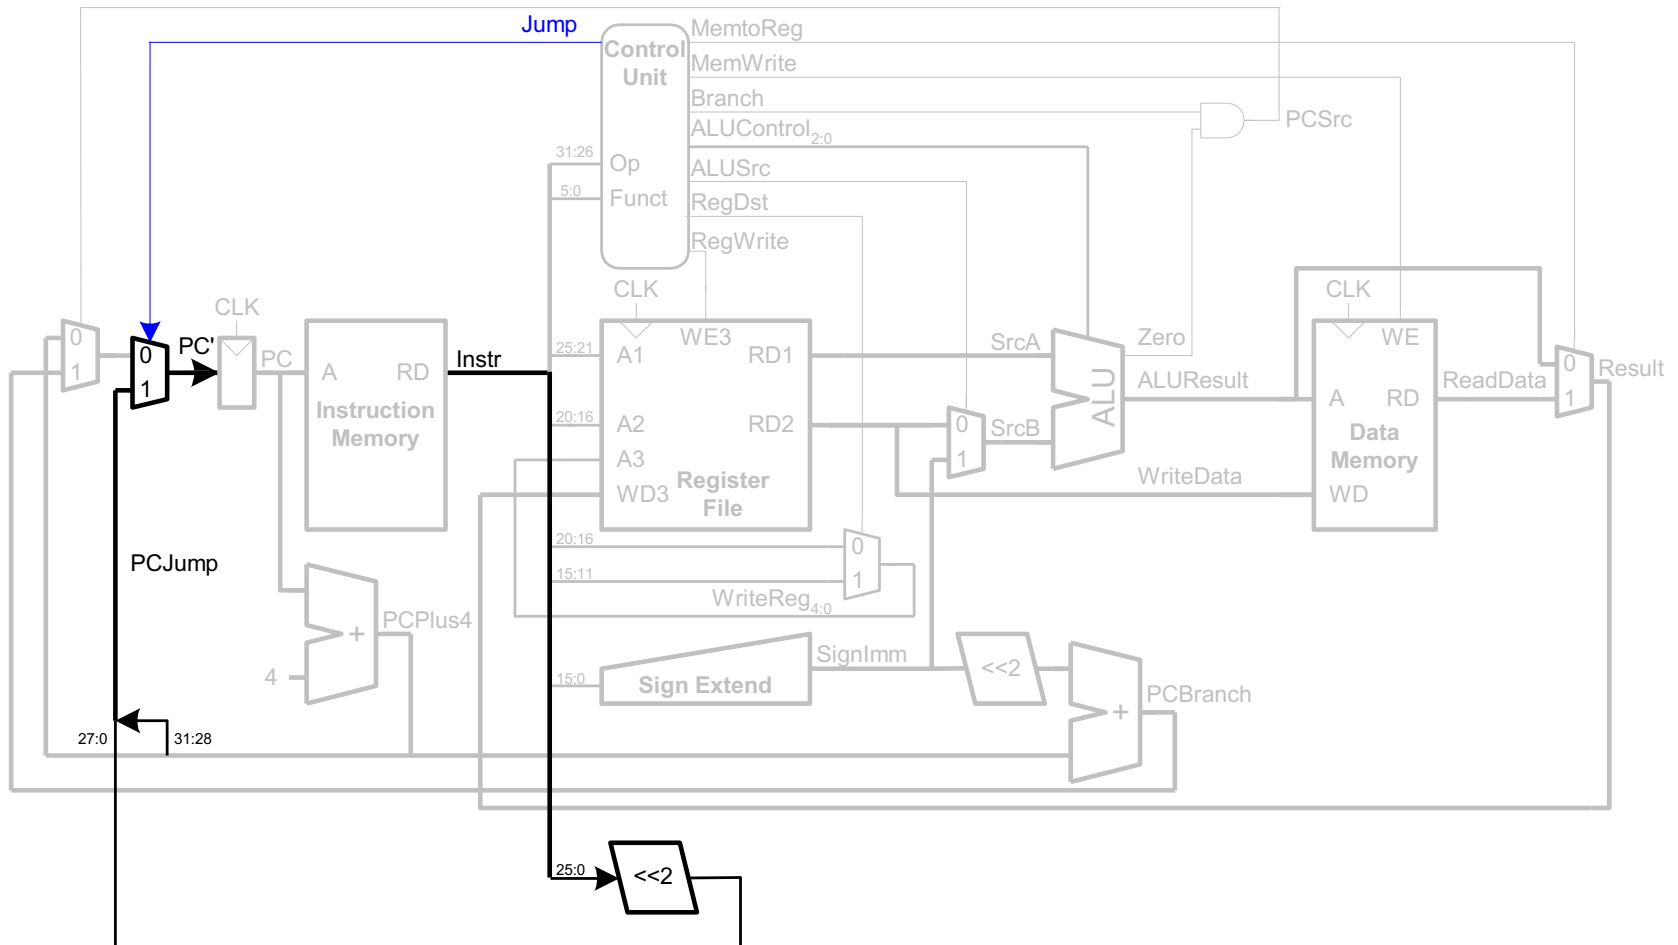 Jump
Control
Unit
MemtoReg
MemWrite
Branch
PCSrc
ALUControl2:0
31:26
Op
ALUSrc
5:0
Funct
RegDst
RegWrite
CLK
CLK
CLK
0
1
0
1
PC'
PC
A
RD
Instruction
Memory
Instr
25:21
A1
WE3
RD1
20:16
A2
RD2
A3
WD3
Register
File
SrcA
0
1
SrcB
ALU
Zero
ALUResult
WriteData
WE
A
RD
Data
Memory
WD
ReadData
0
1
Result
20:16
0
15:11
1
WriteReg4:0
PCJump
PCPlus4
+
4
15:0
Sign Extend
SignImm
<<2
+
PCBranch
27:0
31:28
25:0
<<2